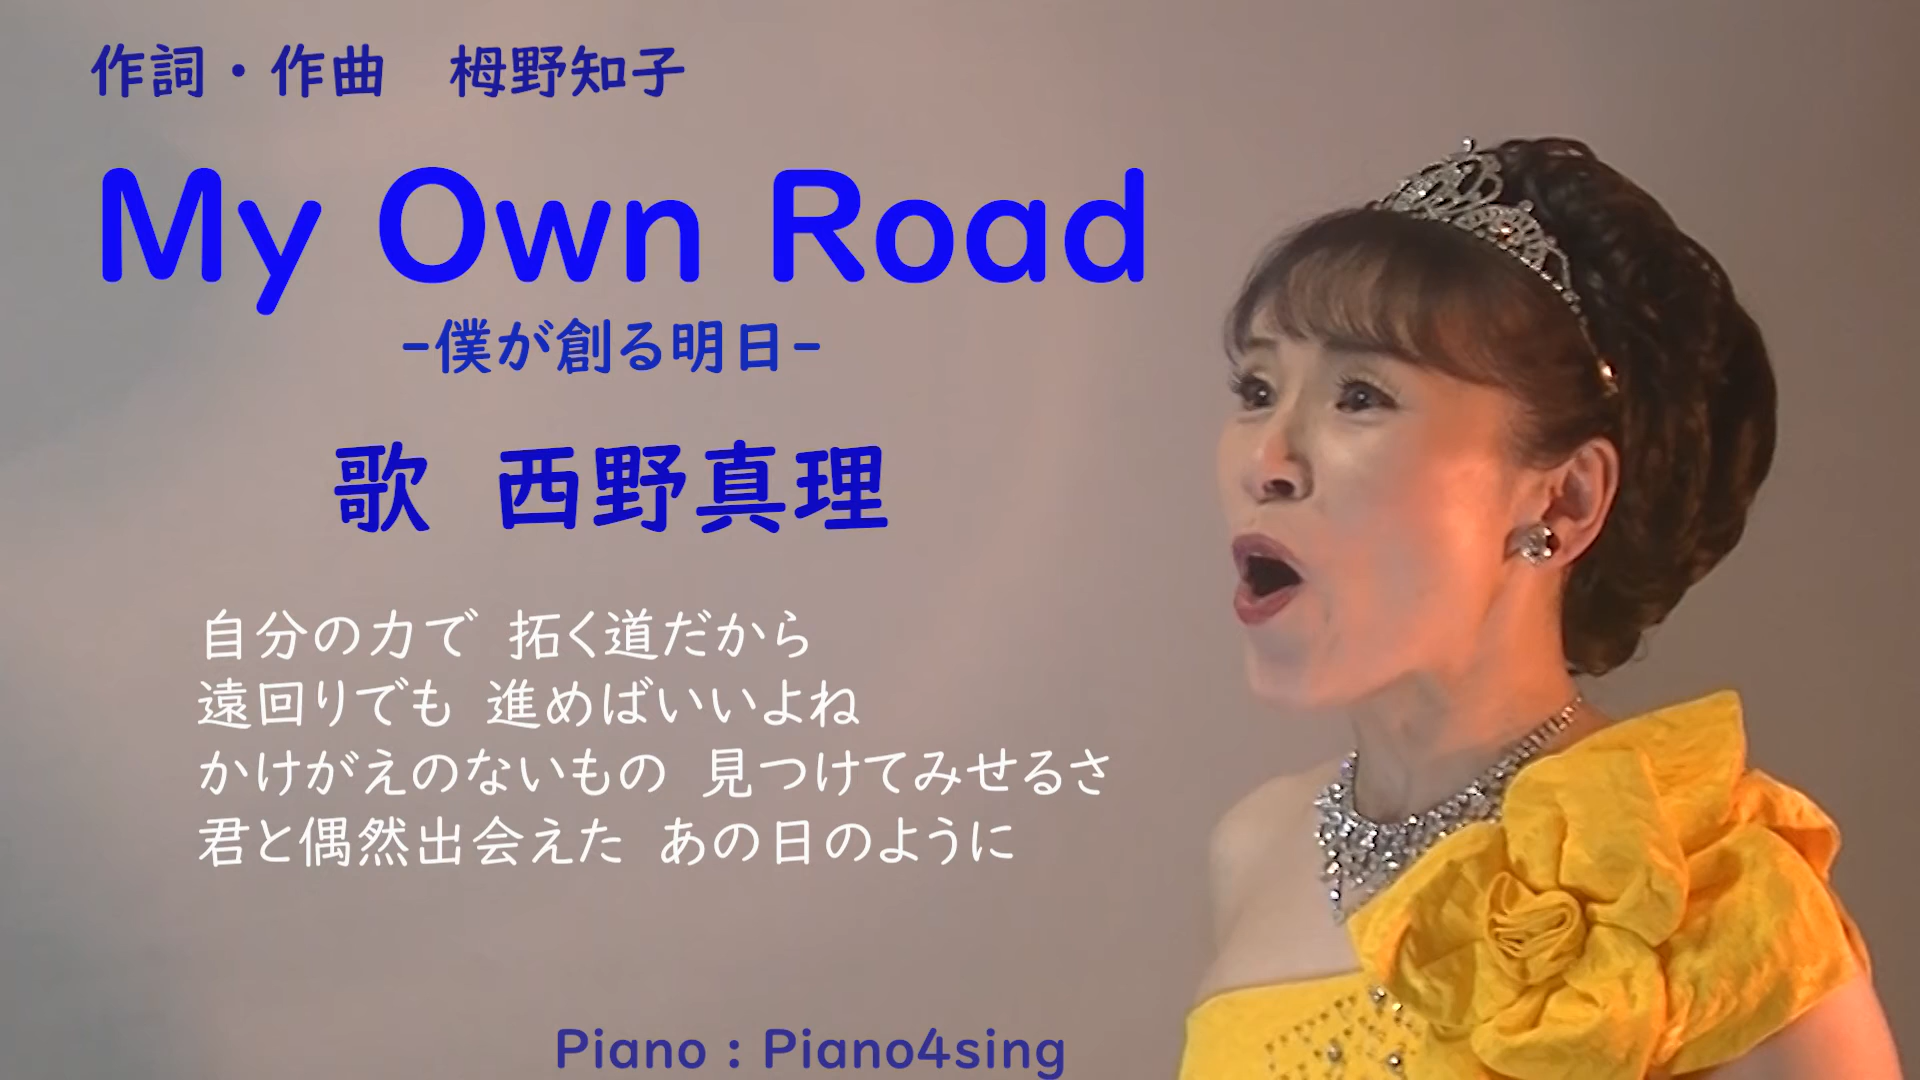 作詞・作曲　栂野知子
My Own Road
-僕が創る明日-
歌 西野真理
自分の力で 拓く道だから
遠回りでも 進めばいいよね
かけがえのないもの 見つけてみせるさ
君と偶然出会えた あの日のように
Piano : Piano4sing